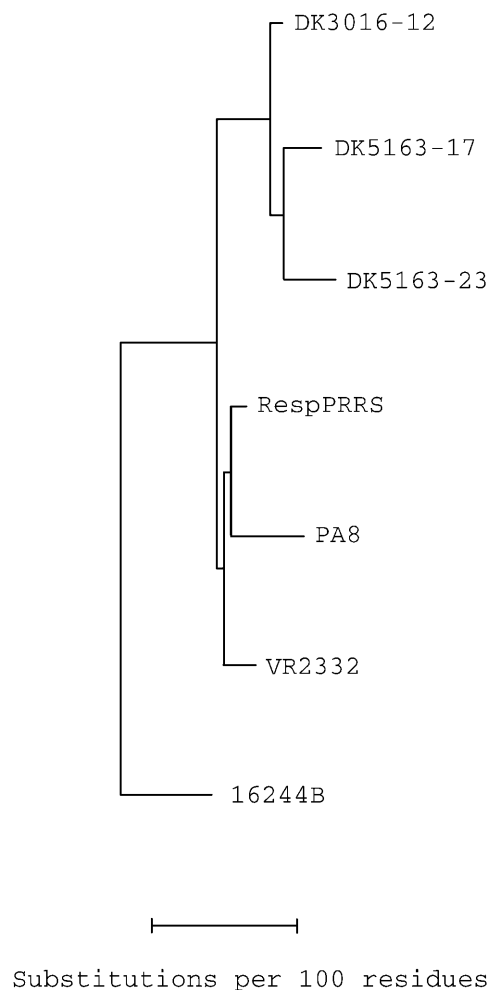 DK3016-12
DK5163-17
DK5163-23
RespPRRS
PA8
VR2332
16244B
Substitutions per 100 residues